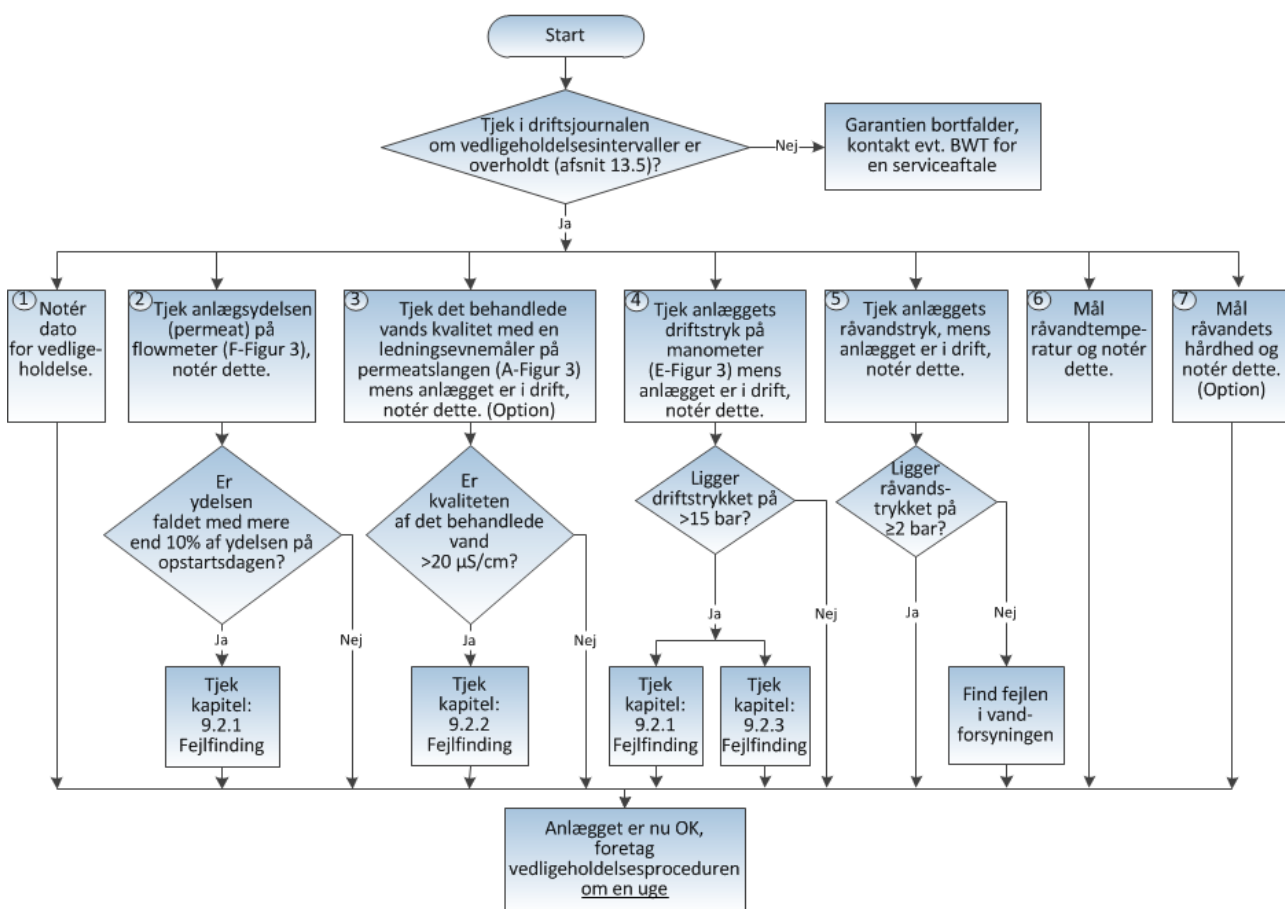 Start
Tjek i driftsjournalen
om vedligeholdelsesintervaller er
overholdt (afsnit 13.5)?
Nej
Garantien bortfalder,
kontakt evt. BWT for
en serviceaftale
Ja
1
Notér
dato
for vedlige-
holdelse.
2
Tjek anlægsydelsen
(permeat) på
flowmeter (F-Figur 3),
notér dette.
3
Tjek det behandlede
vands kvalitet med en
ledningsevnemåler på
permeatslangen (A-Figur 3)
mens anlægget er i drift,
notér dette. (Option)
4
Tjek anlæggets
driftstryk på
manometer
(E-Figur 3) mens
anlægget er i drift,
notér dette.
5
Tjek anlæggets
råvandstryk, mens
anlægget er i drift,
notér dette.
6
Mål
råvandtempe-
ratur og notér
dette.
7
Mål
råvandets
hårdhed og
notér dette.
(Option)
Er
ydelsen
faldet med mere
end 10% af ydelsen på
opstartsdagen?
Er
kvaliteten
af det behandlede
vand
>20 µS/cm?
Ligger
driftstrykket på
>15 bar?
Ligger
råvands-
trykket på
≥2 bar?
Ja
Nej
Ja
Nej
Ja
Nej
Ja
Nej
Tjek
kapitel:
9.2.1
Fejlfinding
Tjek
kapitel:
9.2.2
Fejlfinding
Tjek
kapitel:
9.2.1
Fejlfinding
Tjek
kapitel:
9.2.3
Fejlfinding
Find fejlen
i vand-
forsyningen
Anlægget er nu OK,
foretag
vedligeholdelsesproceduren
om en uge